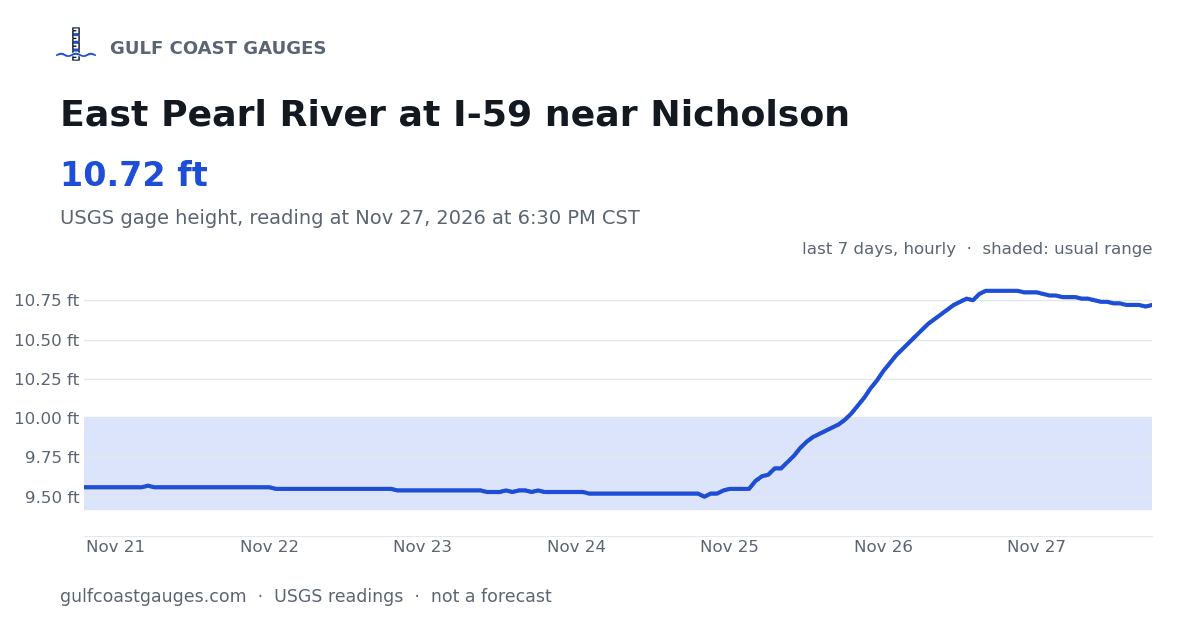 GULF COAST GAUGES
East Pearl River at I-59 near Nicholson
10.72 ft
USGS gage height, reading at Nov 27, 2026 at 6:30 PM CST
last 7 days, hourly · shaded: usual range
10.75 ft
10.50 ft
10.25 ft
10.00 ft
9.75 ft
9.50 ft
Nov 21 Nov 22 Nov 23 Nov 24 Nov 25 Nov 26 Nov 27
gulfcoastgauges.com · USGS readings · not a forecast